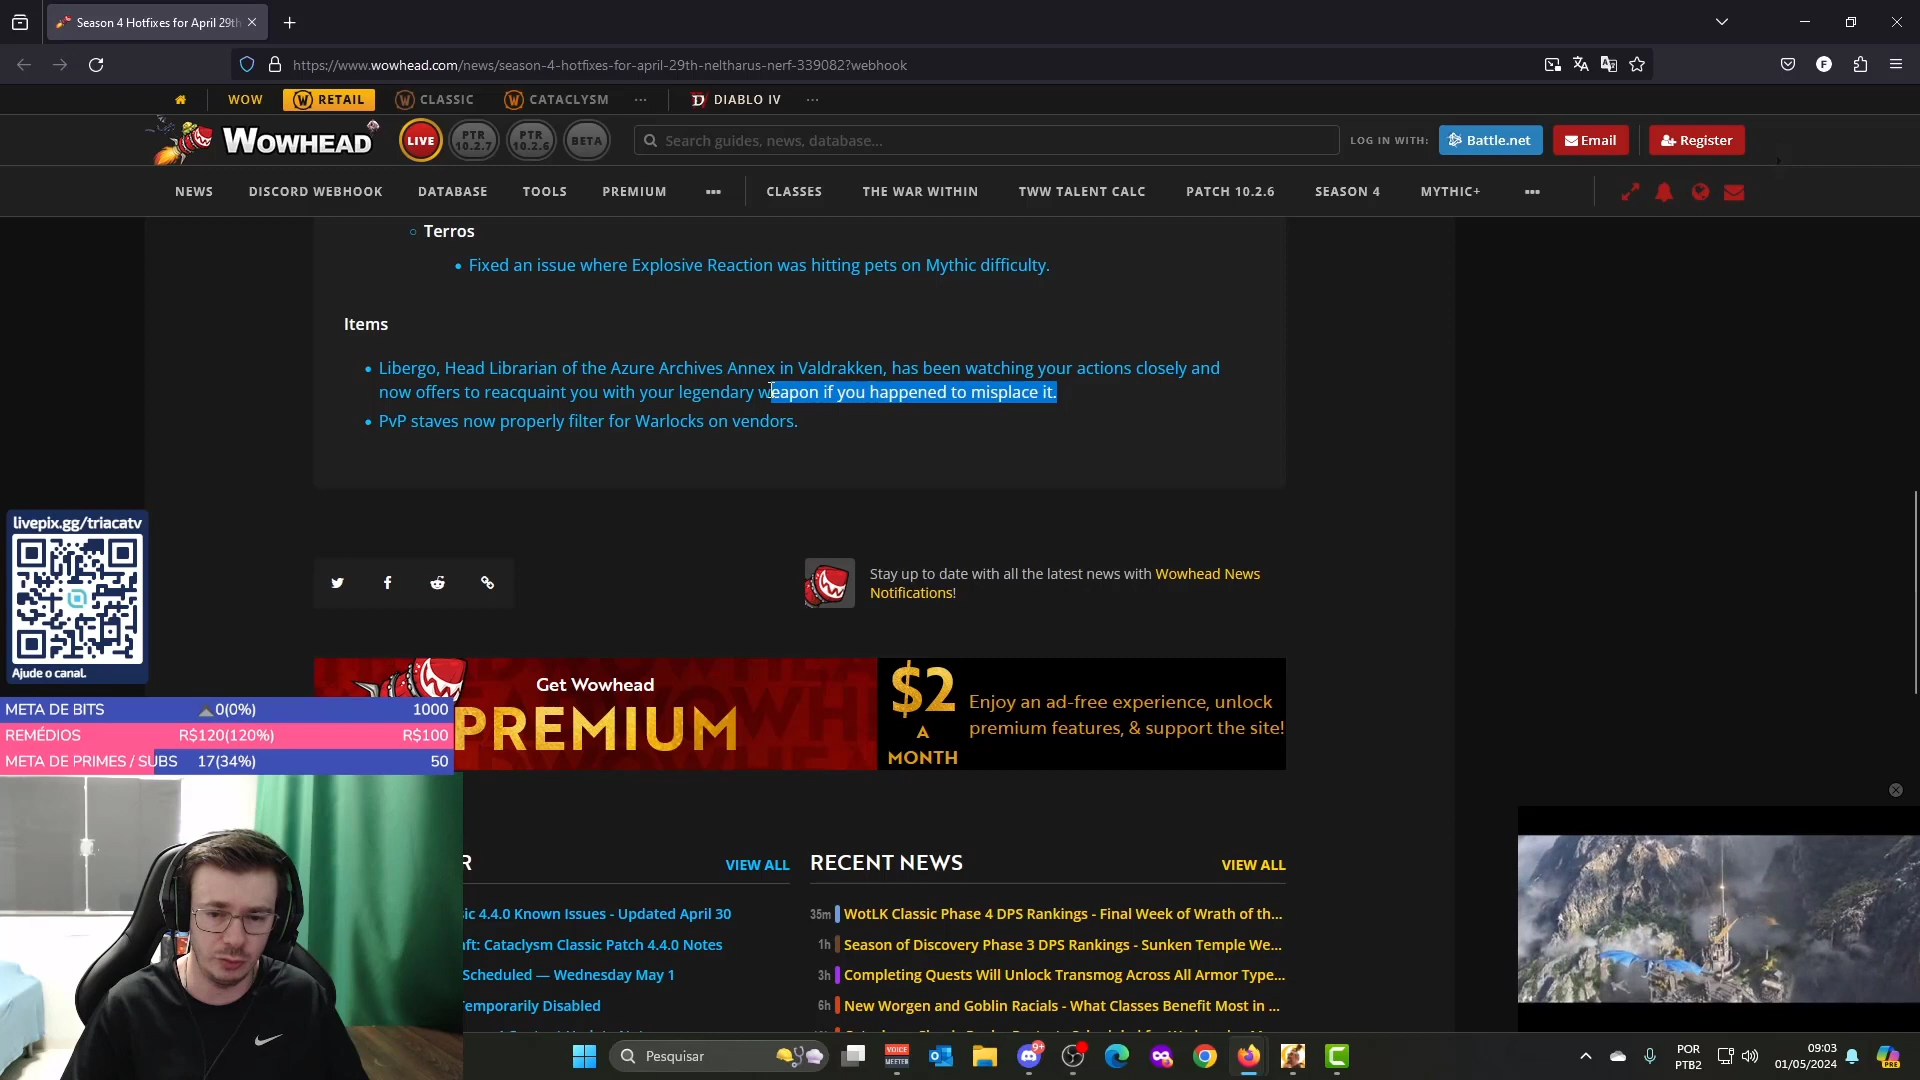 Season 4 Hotfixes for April 29th
https://www.wowhead.com/news/season-4-hotfixes-for-april-29th-neltharus-nerf-339082?webhook
WOW
RETAIL
CLASSIC
CATACLYSM
DIABLO IV
WOWHEAD
LIVE
PTR
10.2.7
PTR
10.2.6
BETA
Search guides, news, database...
LOG IN WITH:
Battle.net
Email
Register
NEWS
DISCORD WEBHOOK
DATABASE
TOOLS
PREMIUM
CLASSES
THE WAR WITHIN
TWW TALENT CALC
PATCH 10.2.6
SEASON 4
MYTHIC+
Terros
Fixed an issue where Explosive Reaction was hitting pets on Mythic difficulty.
Items
Libergo, Head Librarian of the Azure Archives Annex in Valdrakken, has been watching your actions closely and
now offers to reacquaint you with your legendary weapon if you happened to misplace it.
PvP staves now properly filter for Warlocks on vendors.
livepix.gg/triacatv
Ajude o canal.
Stay up to date with all the latest news with Wowhead News
Notifications!
Get Wowhead
PREMIUM
$2
A
MONTH
Enjoy an ad-free experience, unlock
premium features, & support the site!
META DE BITS 0(0%) 1000
REMÉDIOS R$120(120%) R$100
META DE PRIMES / SUBS 17(34%) 50
R
VIEW ALL
ic 4.4.0 Known Issues - Updated April 30
ft: Cataclysm Classic Patch 4.4.0 Notes
Scheduled — Wednesday May 1
Temporarily Disabled
RECENT NEWS
VIEW ALL
35m WotLK Classic Phase 4 DPS Rankings - Final Week of Wrath of th...
1h Season of Discovery Phase 3 DPS Rankings - Sunken Temple We...
3h Completing Quests Will Unlock Transmog Across All Armor Type...
6h New Worgen and Goblin Racials - What Classes Benefit Most in ...
Pesquisar
VOICE
MEETER
9+
POR
PTB2
09:03
01/05/2024
PRE